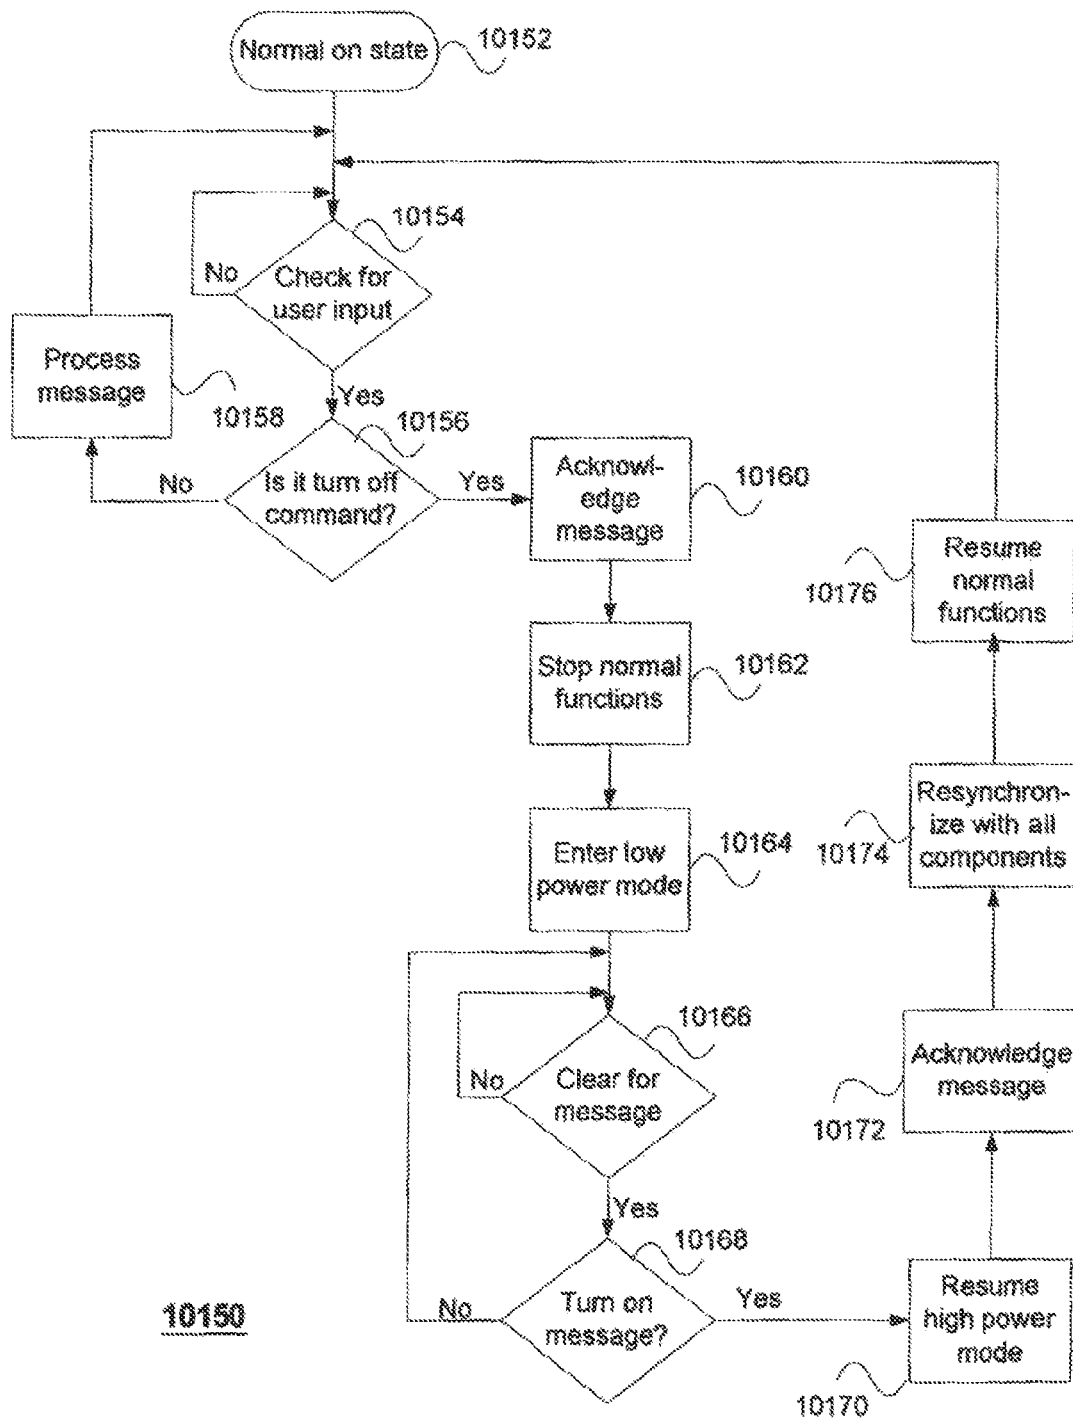 Normal on state
10152
10154
No
Check for
user input
Process
message
10158
Yes
10156
No
Is it turn off
command?
Yes
Acknowl-
edge
message
10160
Resume
normal
functions
10176
Stop normal
functions
10162
Enter low
power mode
10164
Resynchron-
ize with all
components
10174
10166
No
Clear for
message
Acknowledge
message
10172
Yes
10168
No
Turn on
message?
Yes
Resume
high power
mode
10170
10150